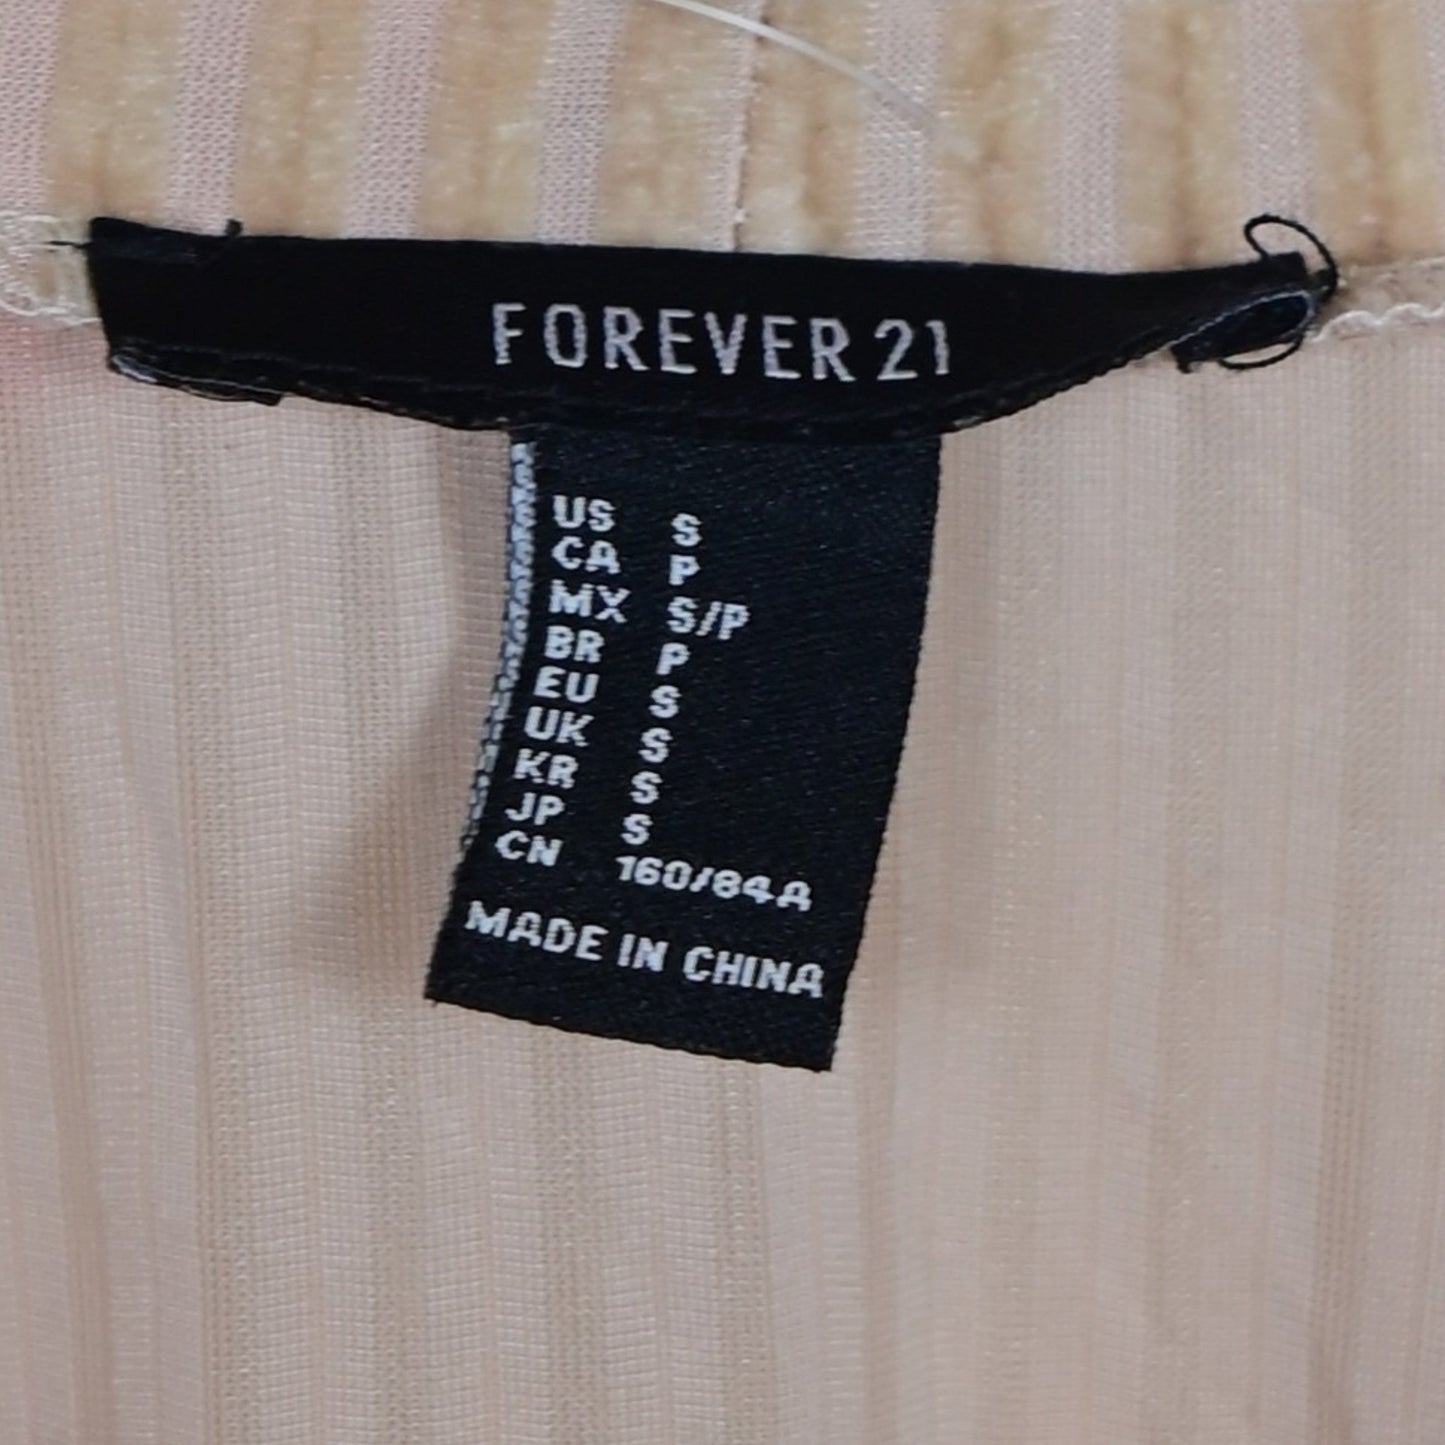 FOREVER 21
US S
CA P
MX S/P
BR P
EU S
UK S
KR S
JP S
CN 160/84A
MADE IN CHINA